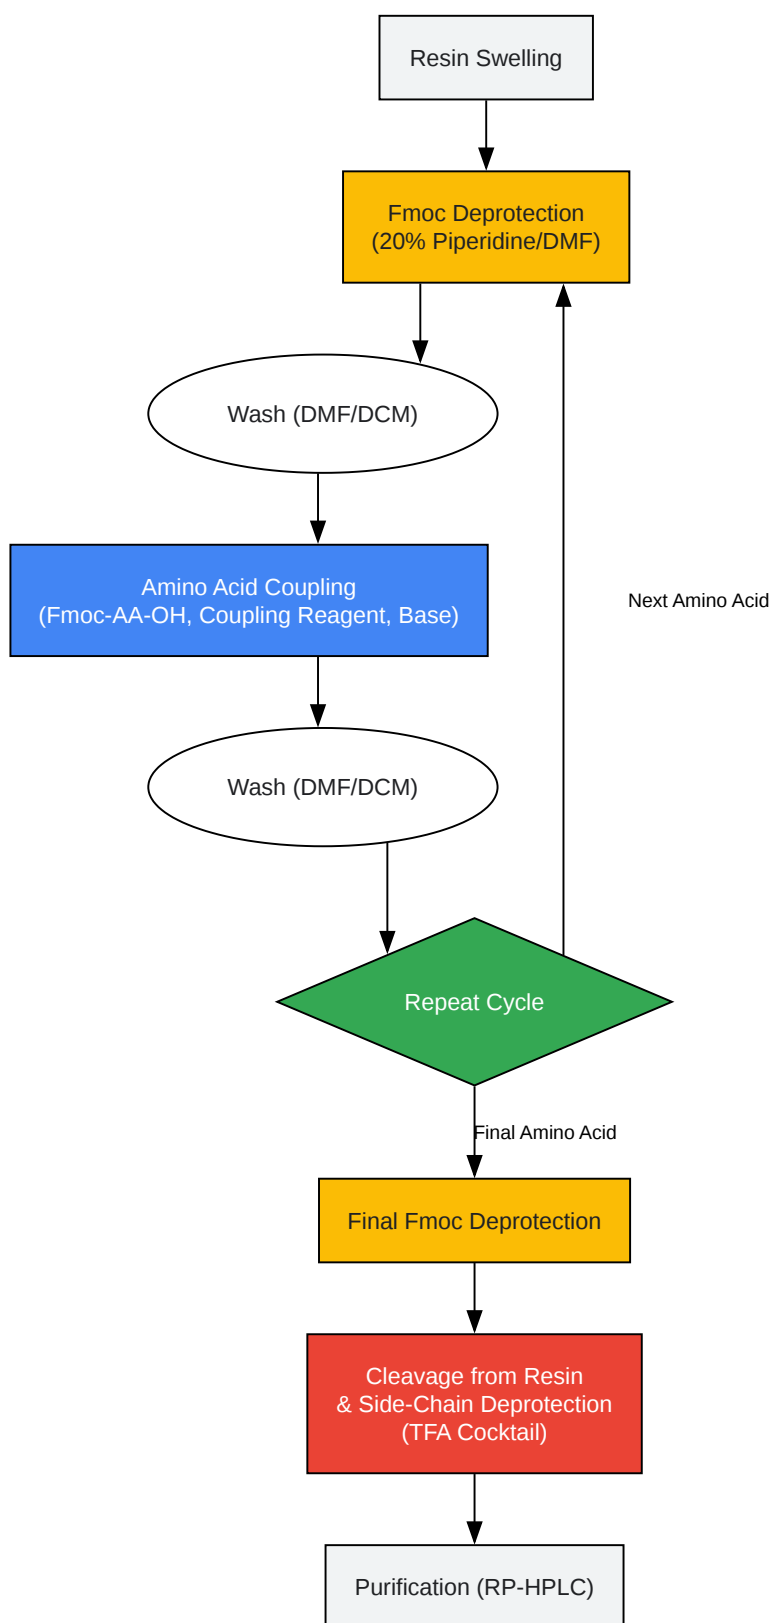 Resin Swelling
Fmoc Deprotection
(20% Piperidine/DMF)
Wash (DMF/DCM)
Amino Acid Coupling
(Fmoc-AA-OH, Coupling Reagent, Base)
Next Amino Acid
Wash (DMF/DCM)
Repeat Cycle
Final Amino Acid
Final Fmoc Deprotection
Cleavage from Resin
& Side-Chain Deprotection
(TFA Cocktail)
Purification (RP-HPLC)